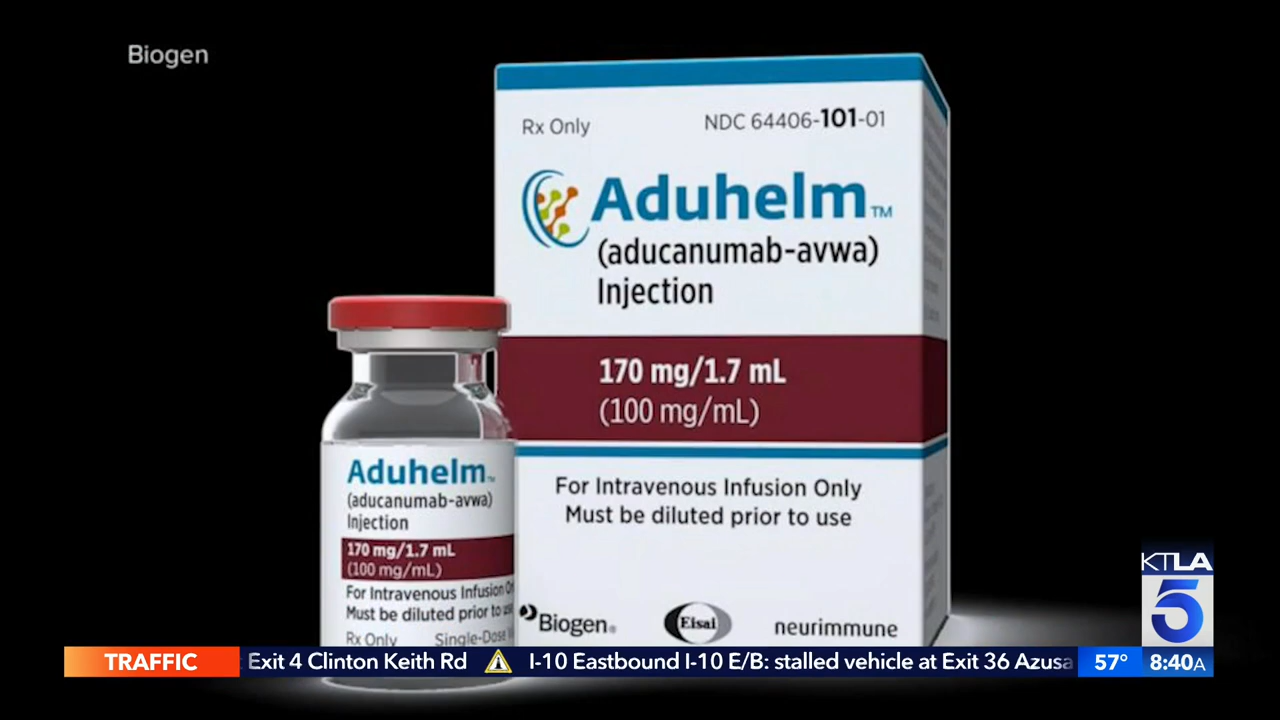 Biogen
Rx Only
NDC 64406-101-01
Aduhelm™
(aducanumab-avwa)
Injection
170 mg/1.7 mL
(100 mg/mL)
For Intravenous Infusion Only
Must be diluted prior to use
Biogen®
Eisai
neurimmune
Aduhelm™
(aducanumab-avwa)
Injection
170 mg/1.7 mL
(100 mg/mL)
For Intravenous Infusion
Must be diluted prior to
Rx Only
Single-Dose
KTLA
5
TRAFFIC
Exit 4 Clinton Keith Rd
I-10 Eastbound I-10 E/B: stalled vehicle at Exit 36 Azusa
57°
8:40A